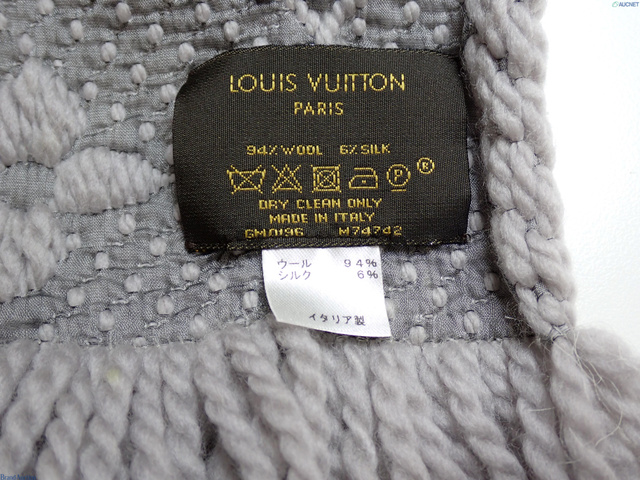 AUCNET
LOUIS VUITTON
PARIS
94% WOOL 6% SILK
P
R
DRY CLEAN ONLY
MADE IN ITALY
GM0196 M74742
ウール 94%
シルク 6%
イタリア製